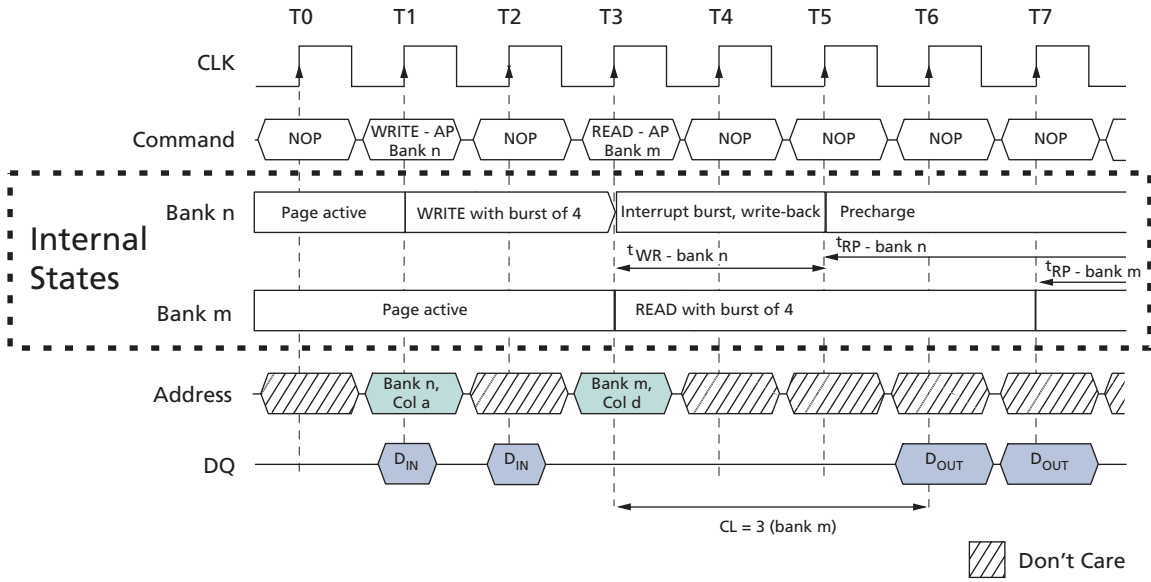 T0 T1 T2 T3 T4 T5 T6 T7
CLK
Command NOP WRITE - AP Bank n NOP READ - AP Bank m NOP NOP NOP NOP
Internal States
Bank n Page active WRITE with burst of 4 Interrupt burst, write-back Precharge
tWR - bank n tRP - bank n
tRP - bank m
Bank m Page active READ with burst of 4
Address Bank n, Col a Bank m, Col d
DQ DIN DIN DOUT DOUT
CL = 3 (bank m)
Don't Care